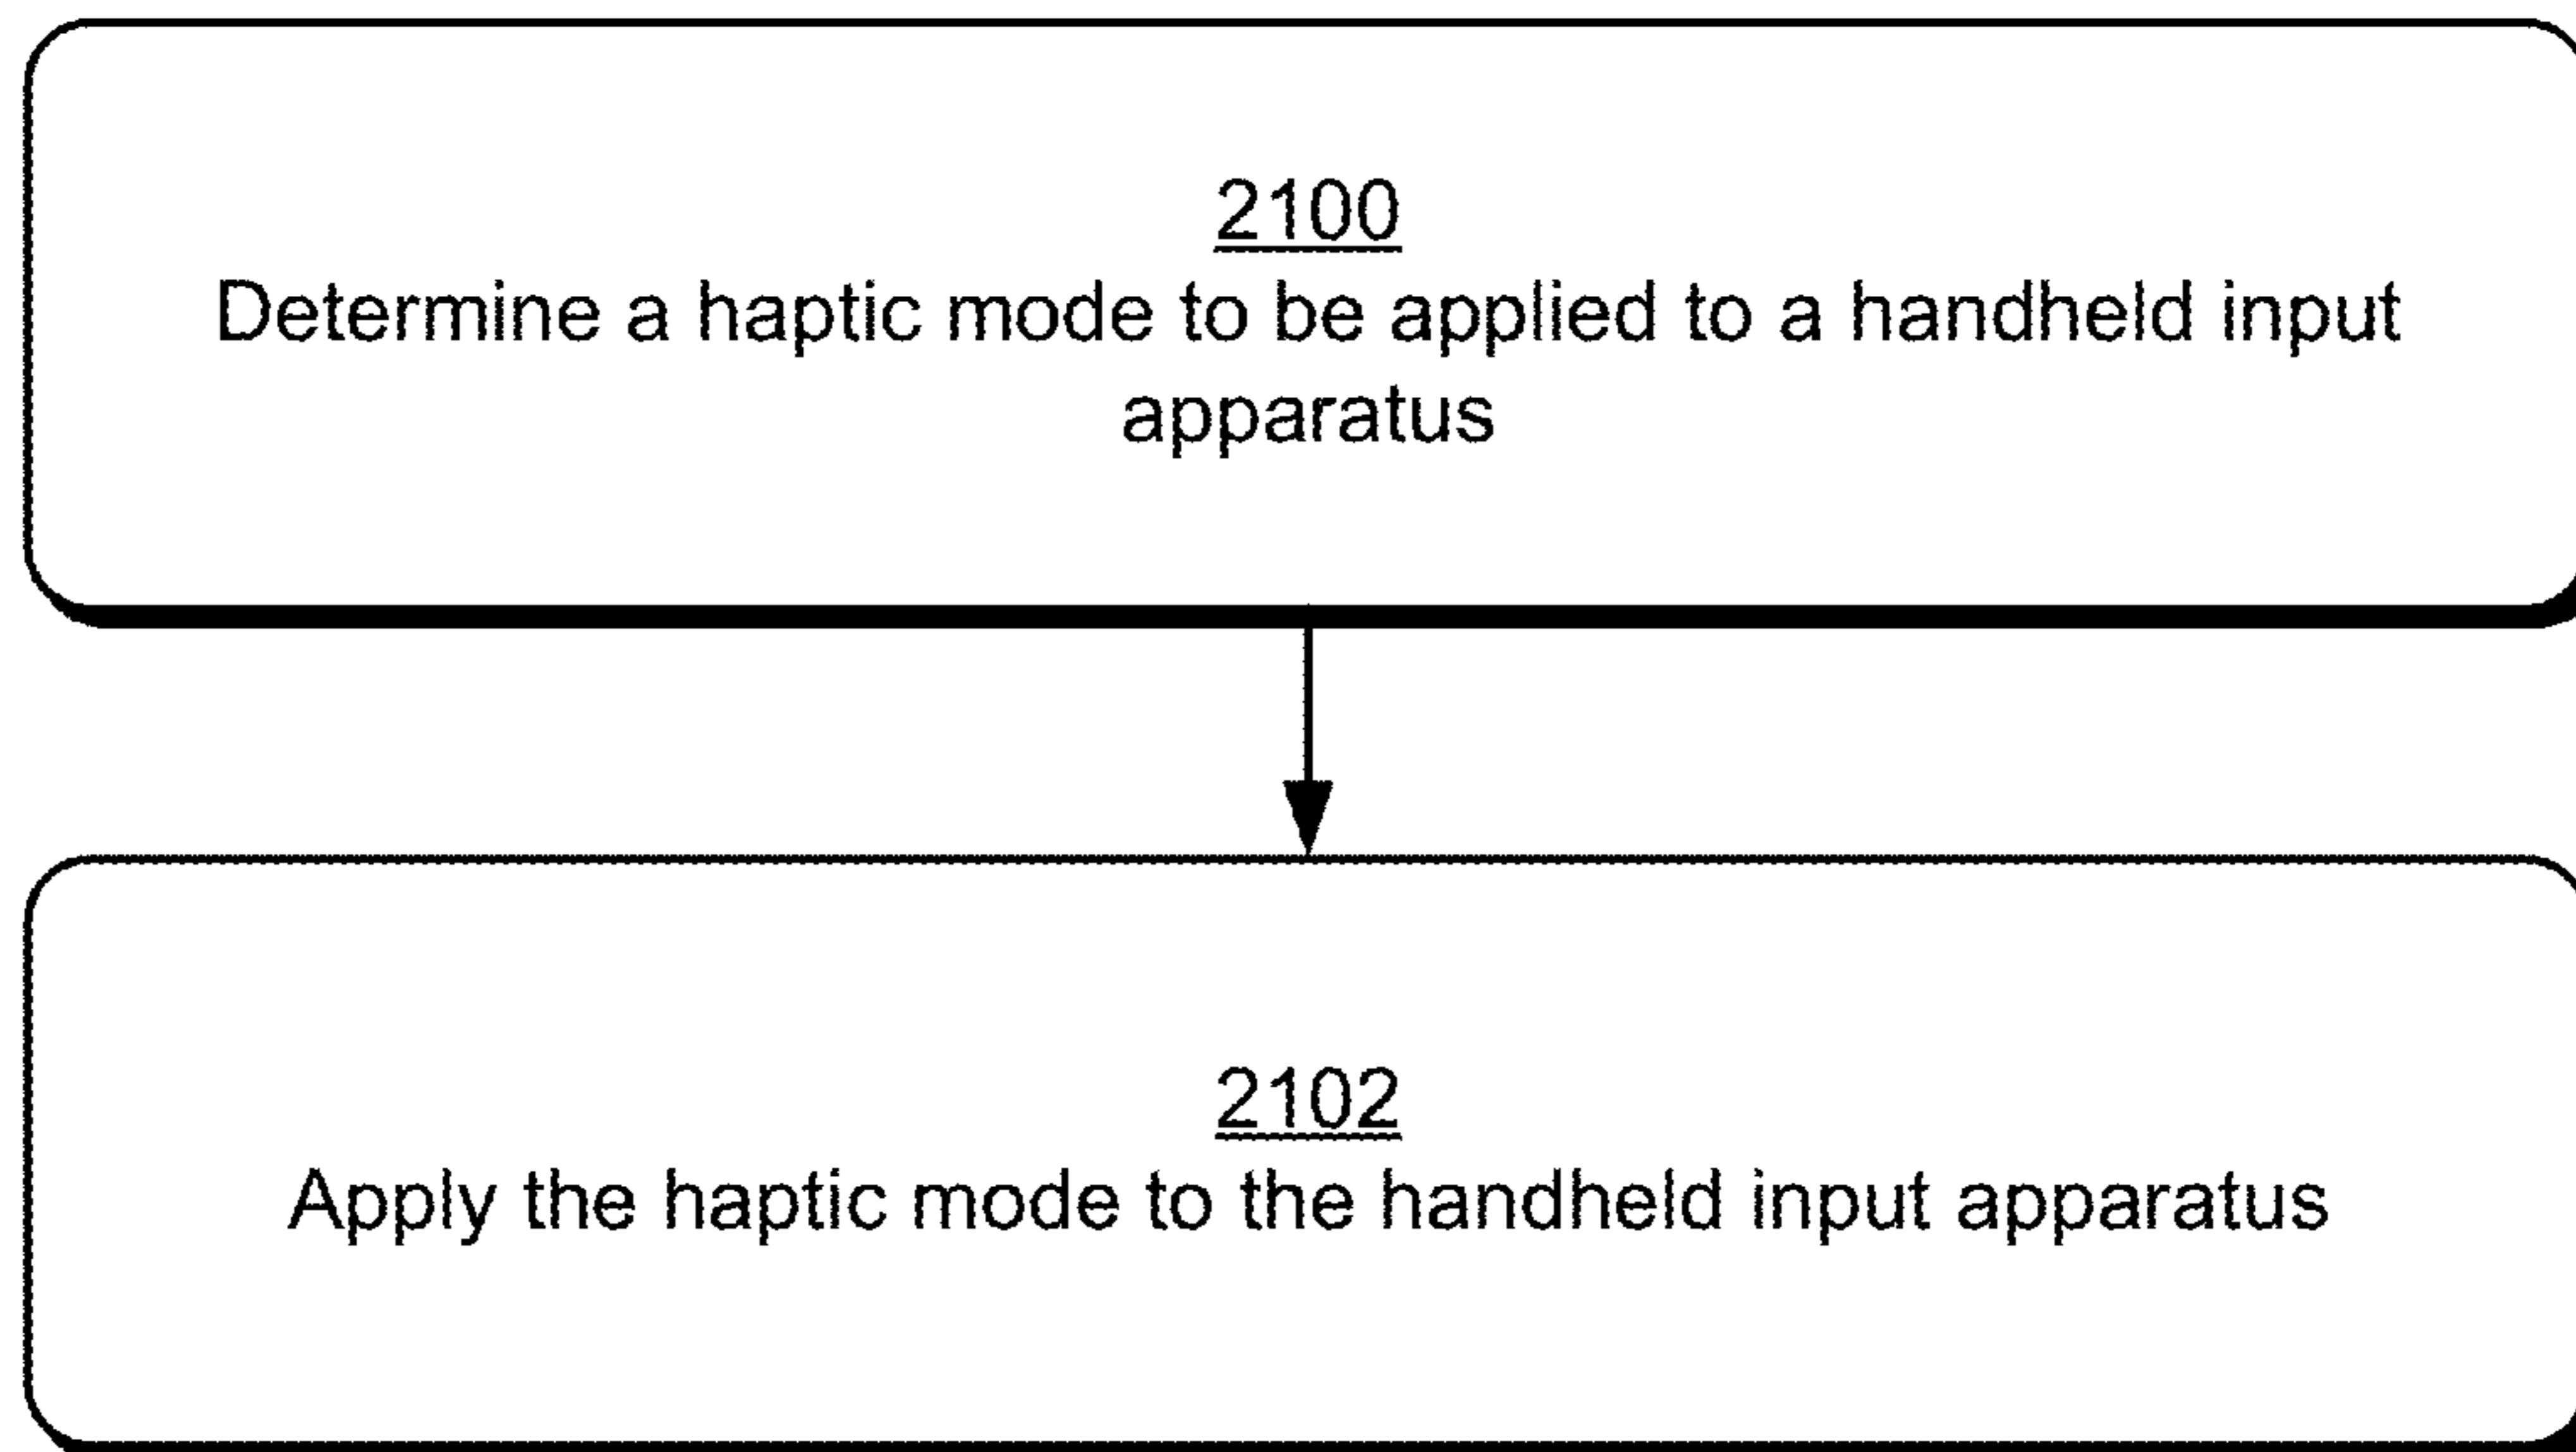 2100
Determine a haptic mode to be applied to a handheld input
apparatus
2102
Apply the haptic mode to the handheld input apparatus